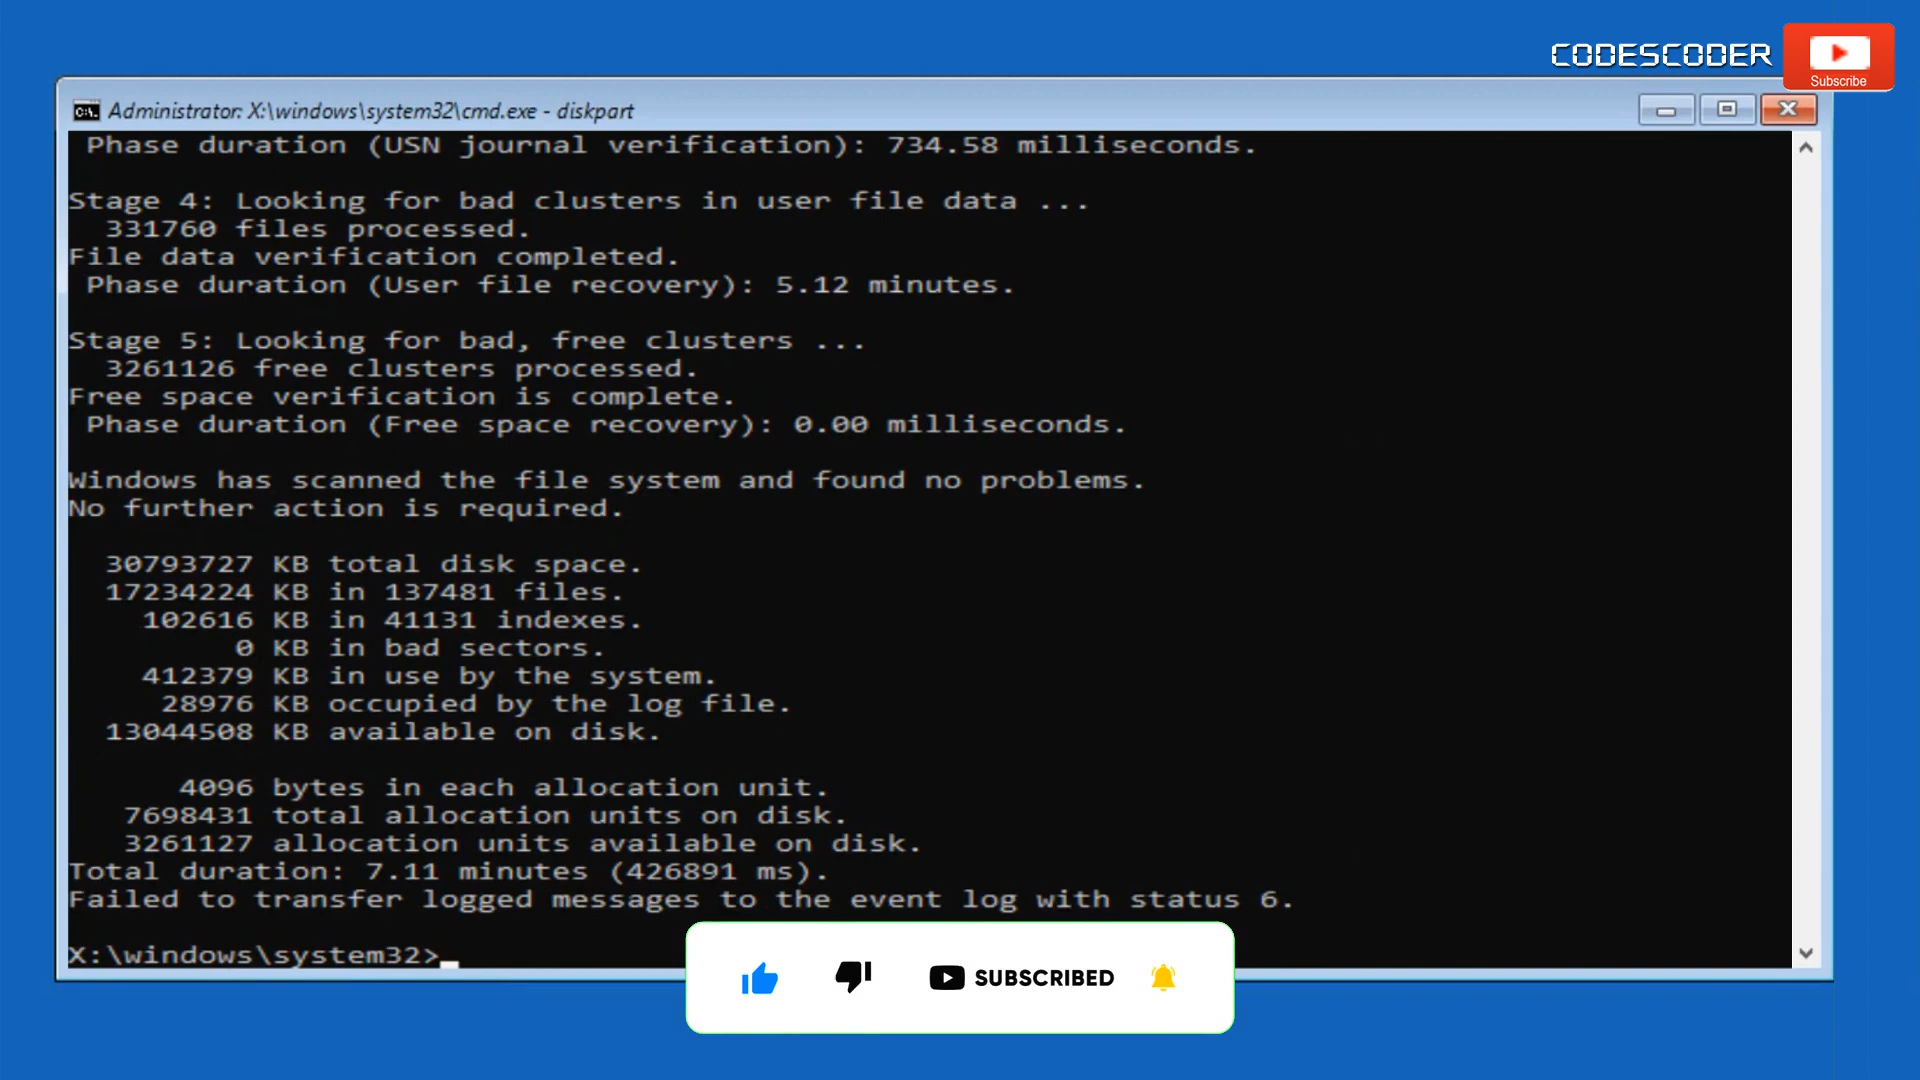 CODESCODER
Subscribe
Administrator: X:\windows\system32\cmd.exe - diskpart
Phase duration (USN journal verification): 734.58 milliseconds.
Stage 4: Looking for bad clusters in user file data ...
331760 files processed.
File data verification completed.
Phase duration (User file recovery): 5.12 minutes.
Stage 5: Looking for bad, free clusters ...
3261126 free clusters processed.
Free space verification is complete.
Phase duration (Free space recovery): 0.00 milliseconds.
Windows has scanned the file system and found no problems.
No further action is required.
30793727 KB total disk space.
17234224 KB in 137481 files.
102616 KB in 41131 indexes.
0 KB in bad sectors.
412379 KB in use by the system.
28976 KB occupied by the log file.
13044508 KB available on disk.
4096 bytes in each allocation unit.
7698431 total allocation units on disk.
3261127 allocation units available on disk.
Total duration: 7.11 minutes (426891 ms).
Failed to transfer logged messages to the event log with status 6.
X:\windows\system32>
SUBSCRIBED